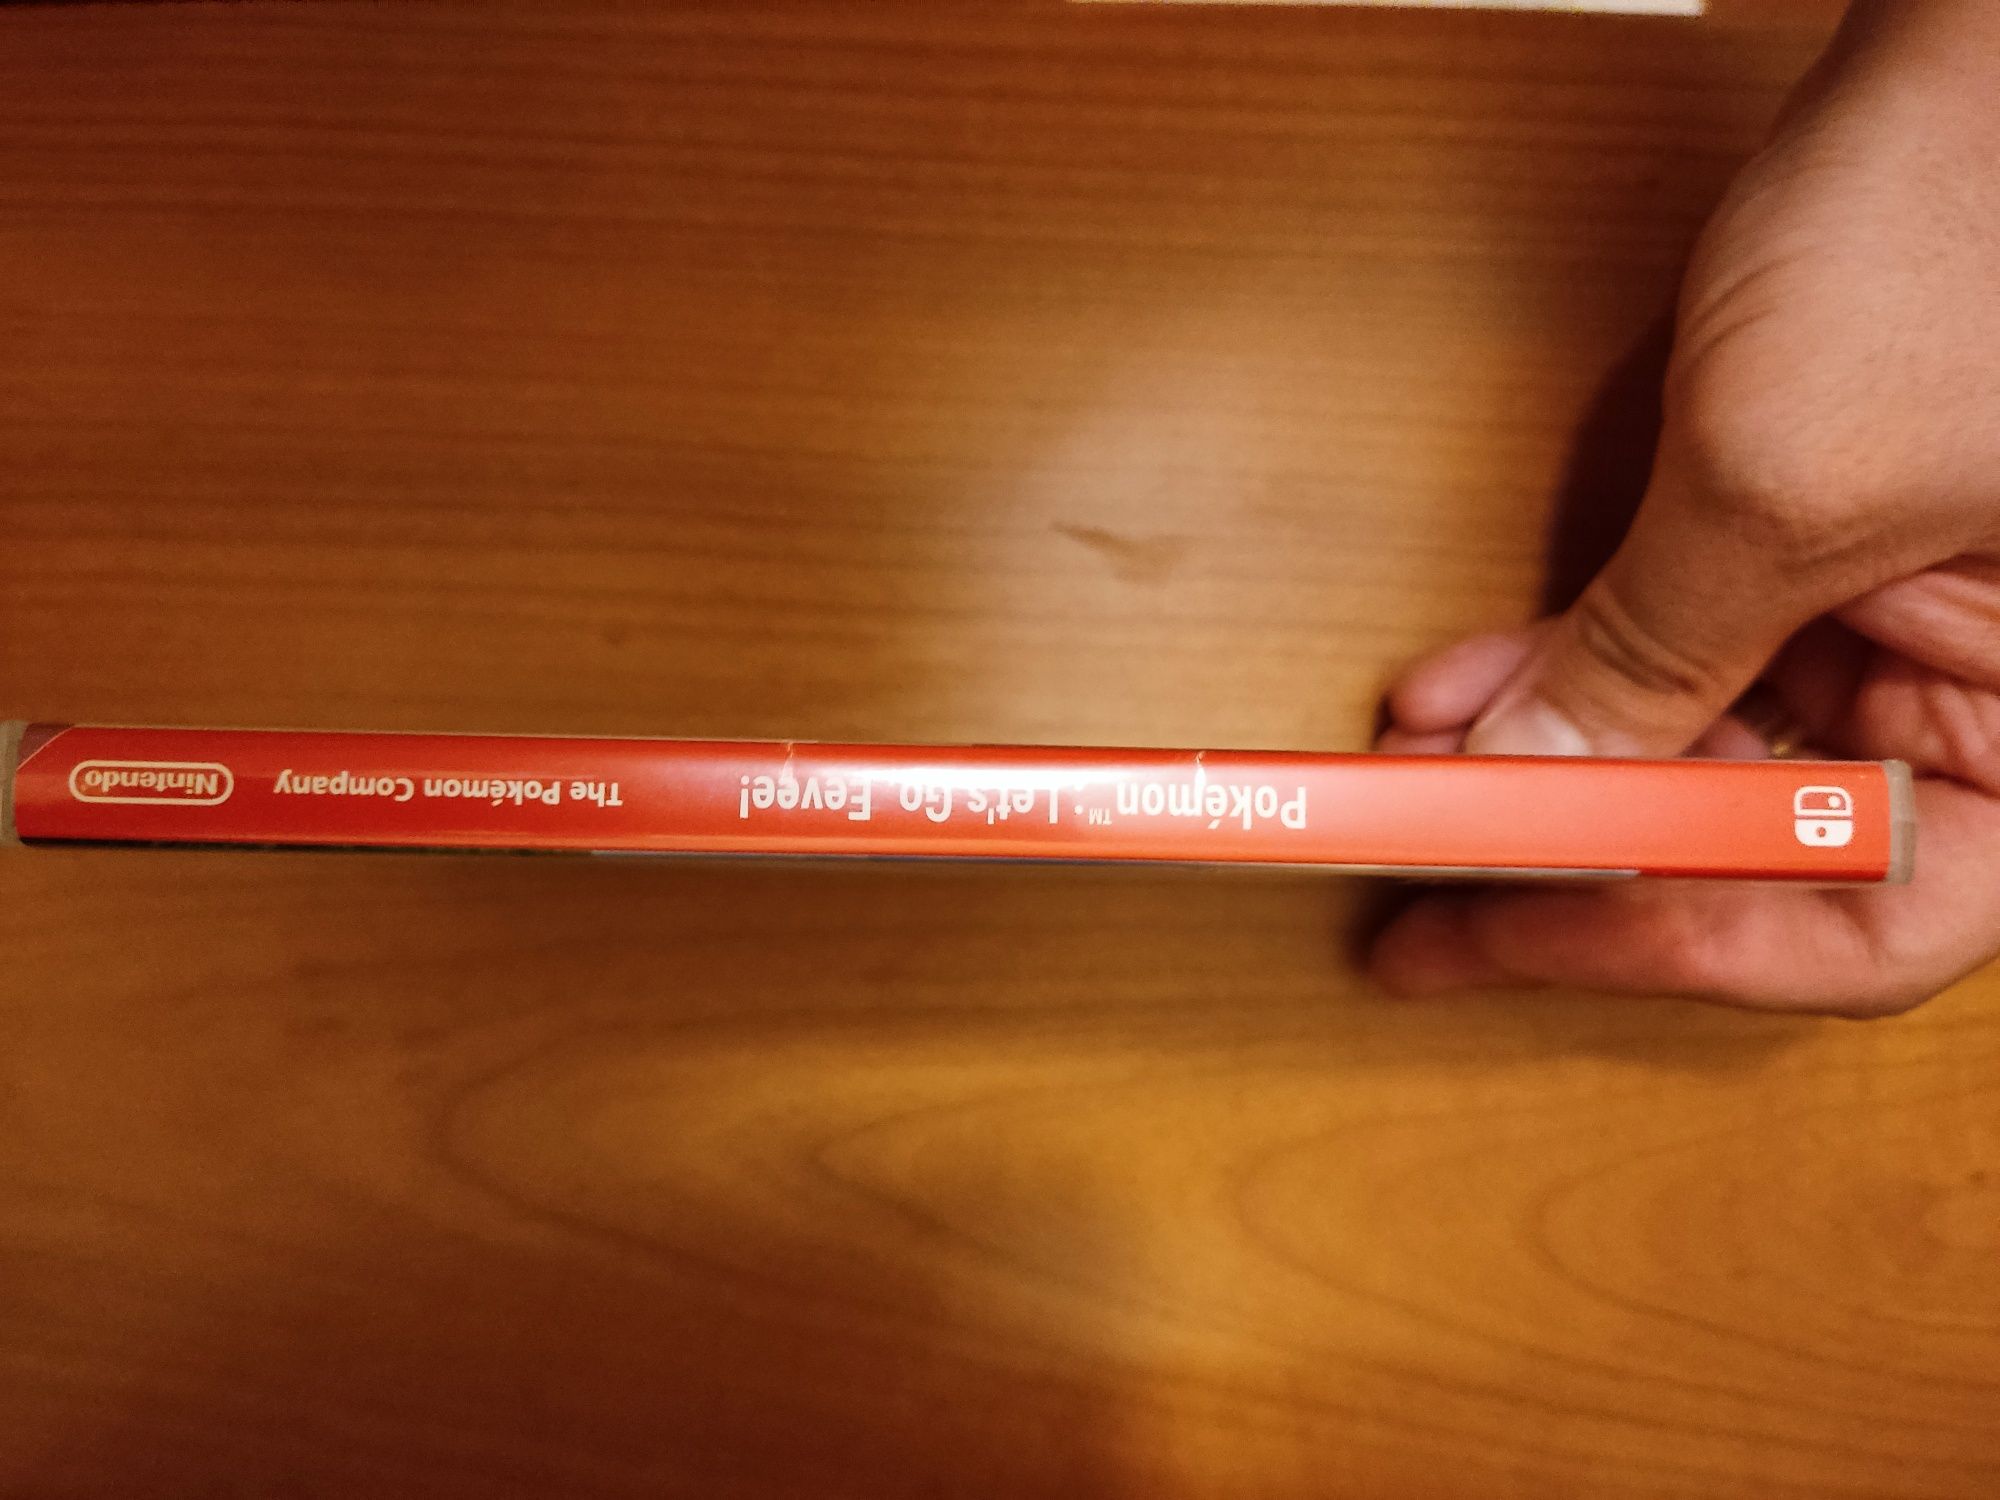 Pokémon™: Let's Go, Eevee!
The Pokémon Company
Nintendo®